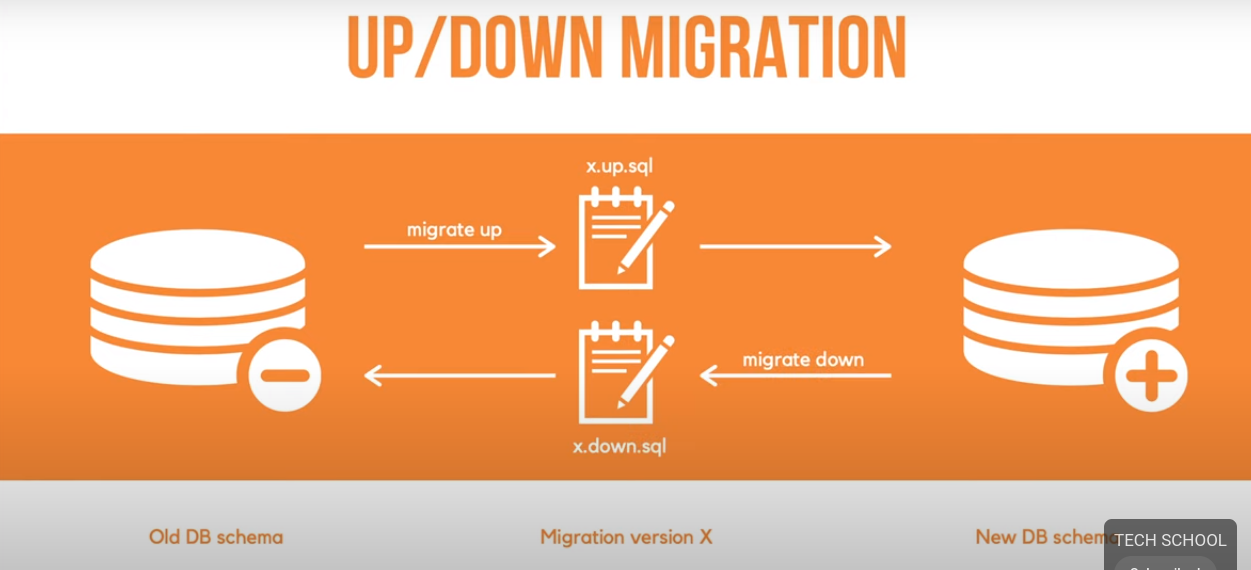 UP/DOWN MIGRATION
x.up.sql
migrate up
migrate down
x.down.sql
Old DB schema
Migration version X
New DB schema
TECH SCHOOL